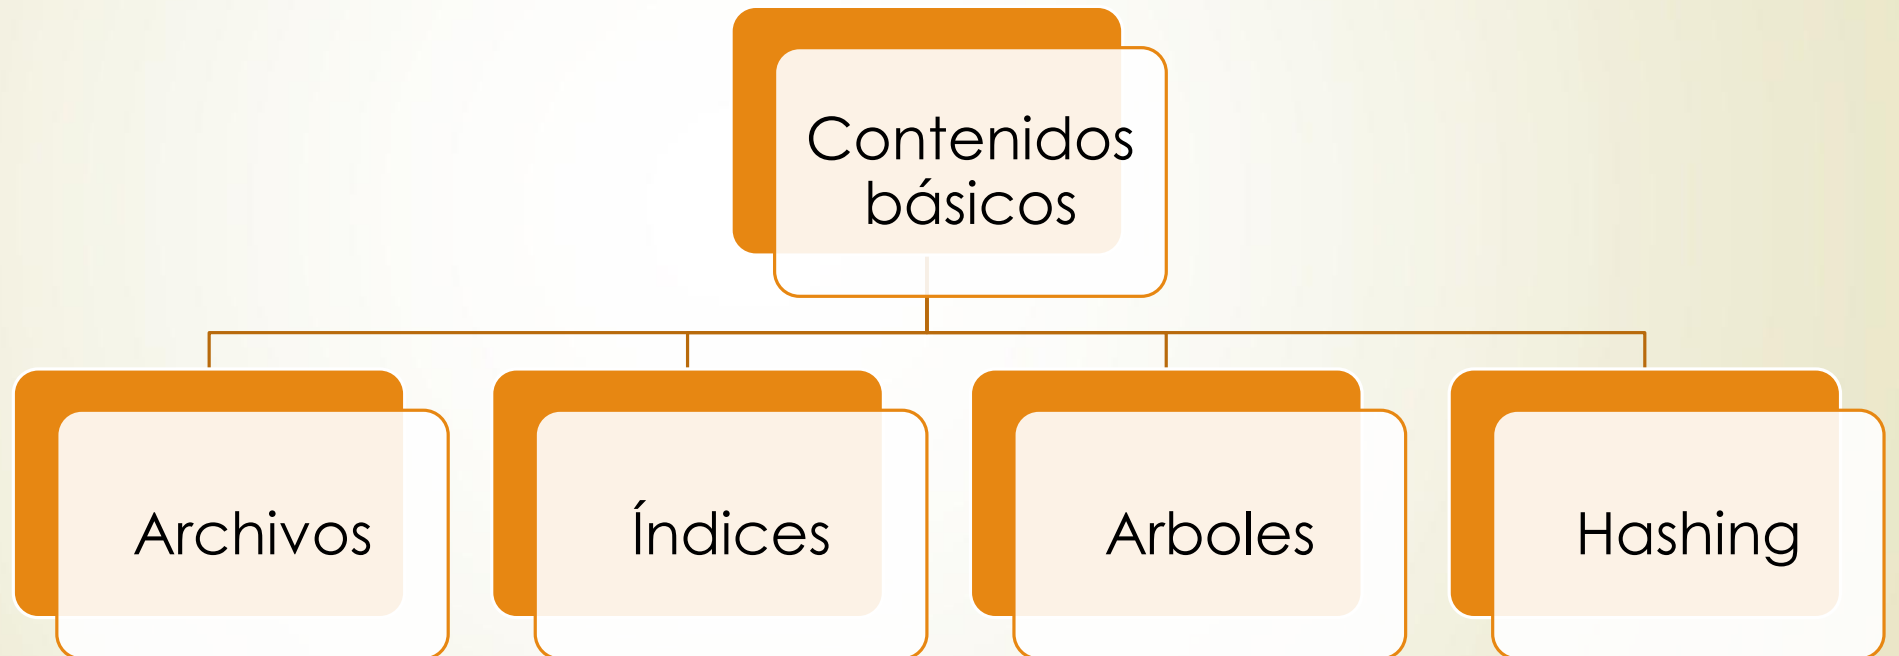 Contenidos
básicos
Archivos
Índices
Arboles
Hashing